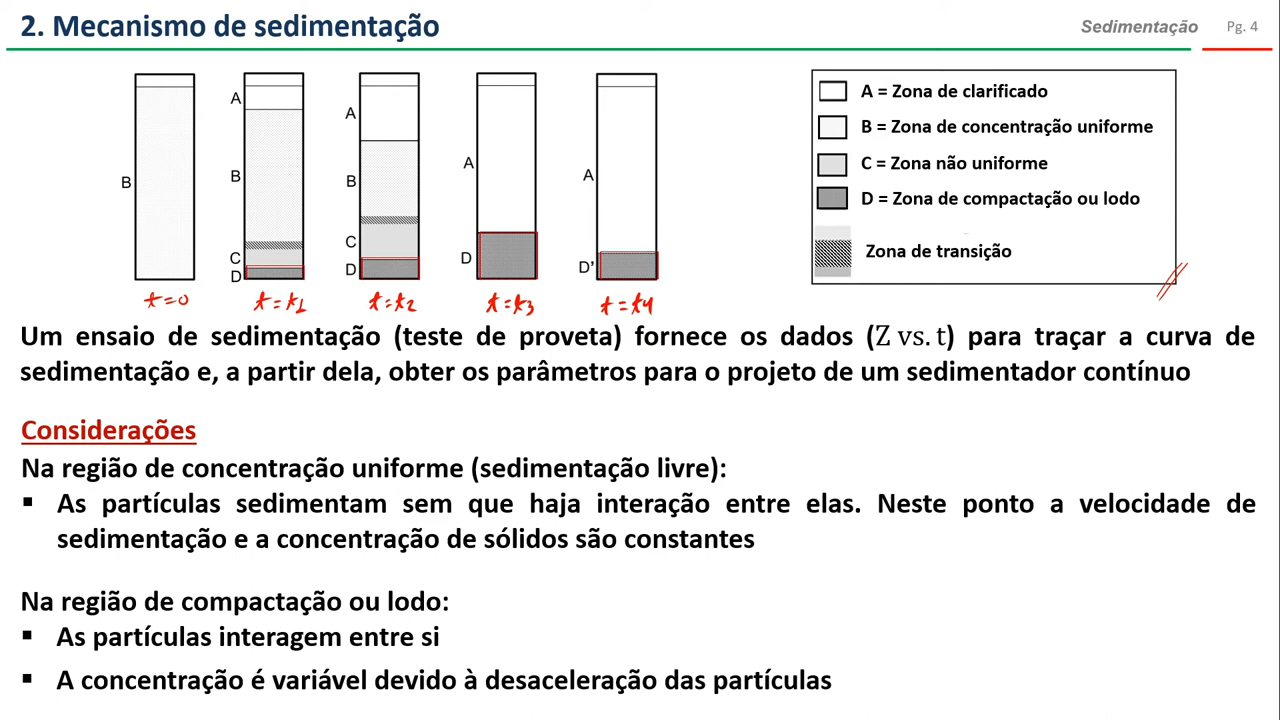 2. Mecanismo de sedimentação
Sedimentação
Pg. 4
B
A
B
C
D
A
B
C
D
A
D
A
D'
t=0
t=t1
t=t2
t=t3
t=t4
A = Zona de clarificado
B = Zona de concentração uniforme
C = Zona não uniforme
D = Zona de compactação ou lodo
Zona de transição
Um ensaio de sedimentação (teste de proveta) fornece os dados (Z vs. t) para traçar a curva de
sedimentação e, a partir dela, obter os parâmetros para o projeto de um sedimentador contínuo
Considerações
Na região de concentração uniforme (sedimentação livre):
▪ As partículas sedimentam sem que haja interação entre elas. Neste ponto a velocidade de
sedimentação e a concentração de sólidos são constantes
Na região de compactação ou lodo:
▪ As partículas interagem entre si
▪ A concentração é variável devido à desaceleração das partículas